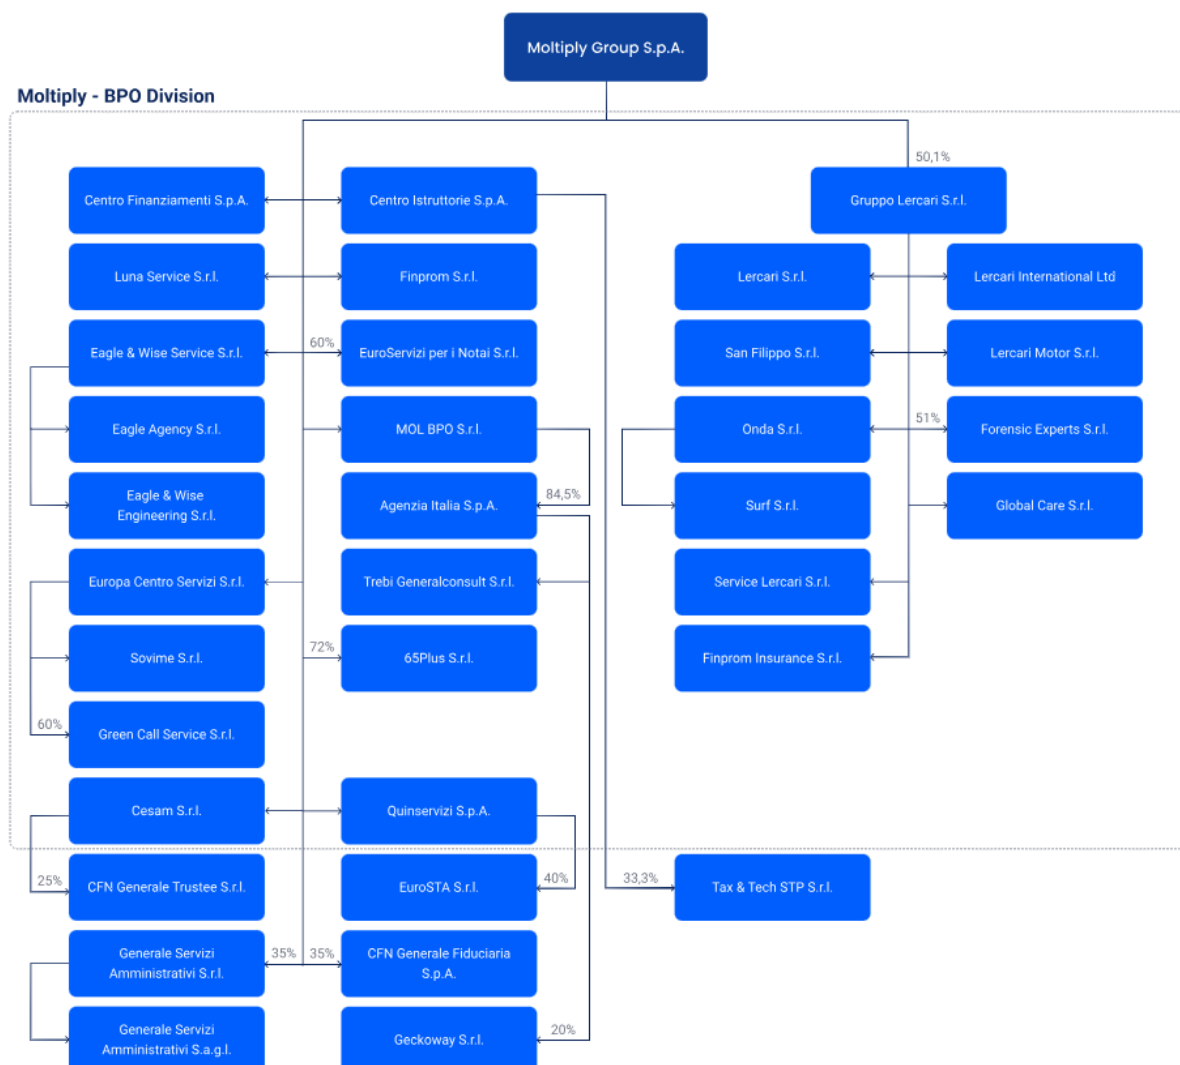 Moltiply Group S.p.A.
Moltiply - BPO Division
50,1%
Centro Finanziamenti S.p.A.
Centro Istruttorie S.p.A.
Gruppo Lercari S.r.l.
Luna Service S.r.l.
Finprom S.r.l.
Lercari S.r.l.
Lercari International Ltd
Eagle & Wise Service S.r.l.
60%
EuroServizi per i Notai S.r.l.
San Filippo S.r.l.
Lercari Motor S.r.l.
Eagle Agency S.r.l.
MOL BPO S.r.l.
Onda S.r.l.
51%
Forensic Experts S.r.l.
Eagle & Wise
Engineering S.r.l.
Agenzia Italia S.p.A.
84,5%
Surf S.r.l.
Global Care S.r.l.
Europa Centro Servizi S.r.l.
Trebi Generalconsult S.r.l.
Service Lercari S.r.l.
Sovime S.r.l.
72%
65Plus S.r.l.
Finprom Insurance S.r.l.
60%
Green Call Service S.r.l.
Cesam S.r.l.
Quinservizi S.p.A.
25%
CFN Generale Trustee S.r.l.
EuroSTA S.r.l.
40%
33,3%
Tax & Tech STP S.r.l.
Generale Servizi
Amministrativi S.r.l.
35%
35%
CFN Generale Fiduciaria
S.p.A.
Generale Servizi
Amministrativi S.a.g.l.
Geckoway S.r.l.
20%